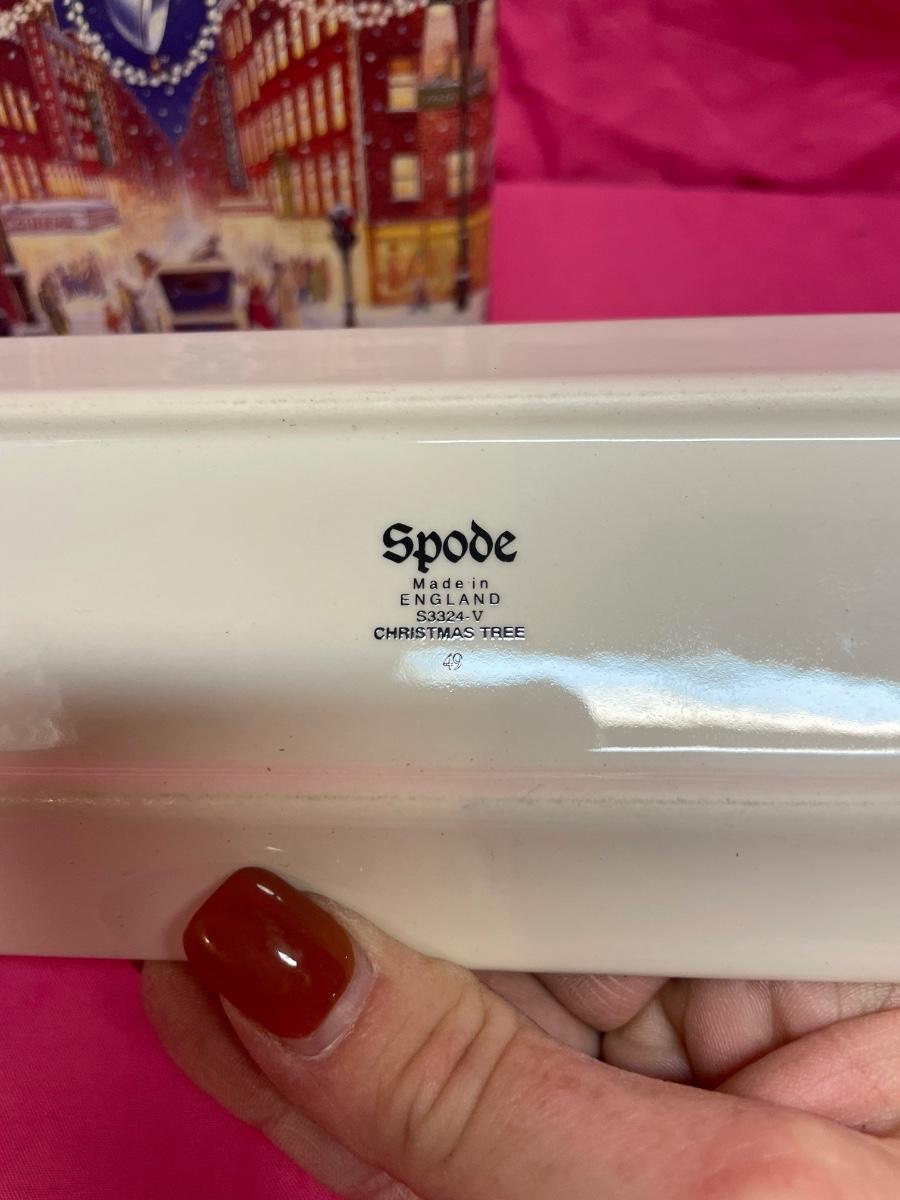 Spode
Made in
ENGLAND
S3324-V
CHRISTMAS TREE
49